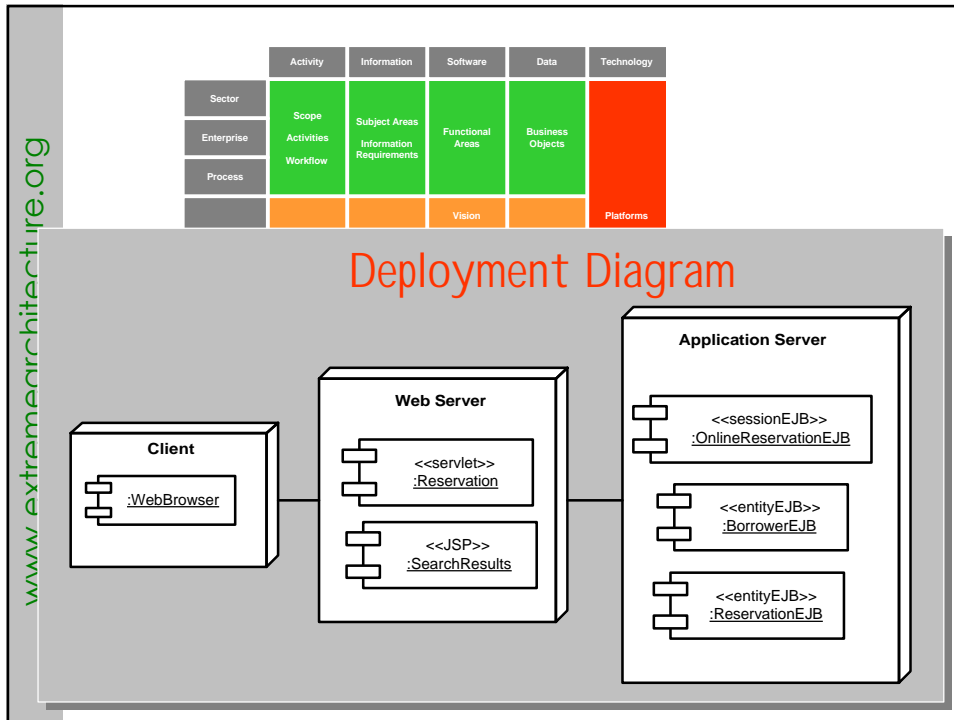 Activity
Information
Software
Data
Technology
Sector
Enterprise
Process
Scope
Activities
Workflow
Subject Areas
Information
Requirements
Functional
Areas
Business
Objects
Vision
Platforms
www.extremearchitecture.org
Deployment Diagram
Client
:WebBrowser
Web Server
<<servlet>>
:Reservation
<<JSP>>
:SearchResults
Application Server
<<sessionEJB>>
:OnlineReservationEJB
<<entityEJB>>
:BorrowerEJB
<<entityEJB>>
:ReservationEJB